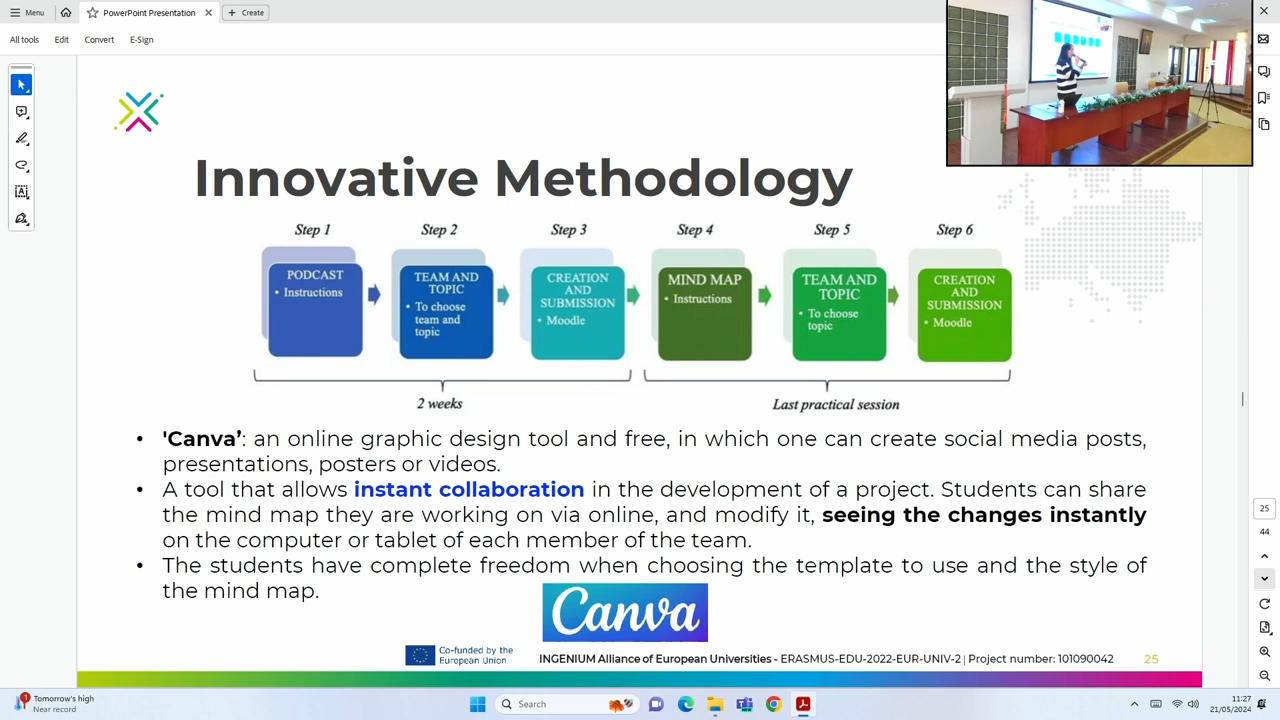 Menu
PowerPoint Presentation
Create
All tools
Edit
Convert
E-Sign
Innovative Methodology
Step 1
Step 2
Step 3
Step 4
Step 5
Step 6
PODCAST
• Instructions
TEAM AND
TOPIC
• To choose
team and
topic
CREATION
AND
SUBMISSION
• Moodle
MIND MAP
• Instructions
TEAM AND
TOPIC
• To choose
topic
CREATION
AND
SUBMISSION
• Moodle
2 weeks
Last practical session
• 'Canva’: an online graphic design tool and free, in which one can create social media posts,
presentations, posters or videos.
• A tool that allows instant collaboration in the development of a project. Students can share
the mind map they are working on via online, and modify it, seeing the changes instantly
on the computer or tablet of each member of the team.
• The students have complete freedom when choosing the template to use and the style of
the mind map.
Canva
Co-funded by the
European Union
INGENIUM Alliance of European Universities - ERASMUS-EDU-2022-EUR-UNIV-2 | Project number: 101090042
25
25
44
1
Tomorrow's high
Near record
Search
11:27
21/05/2024